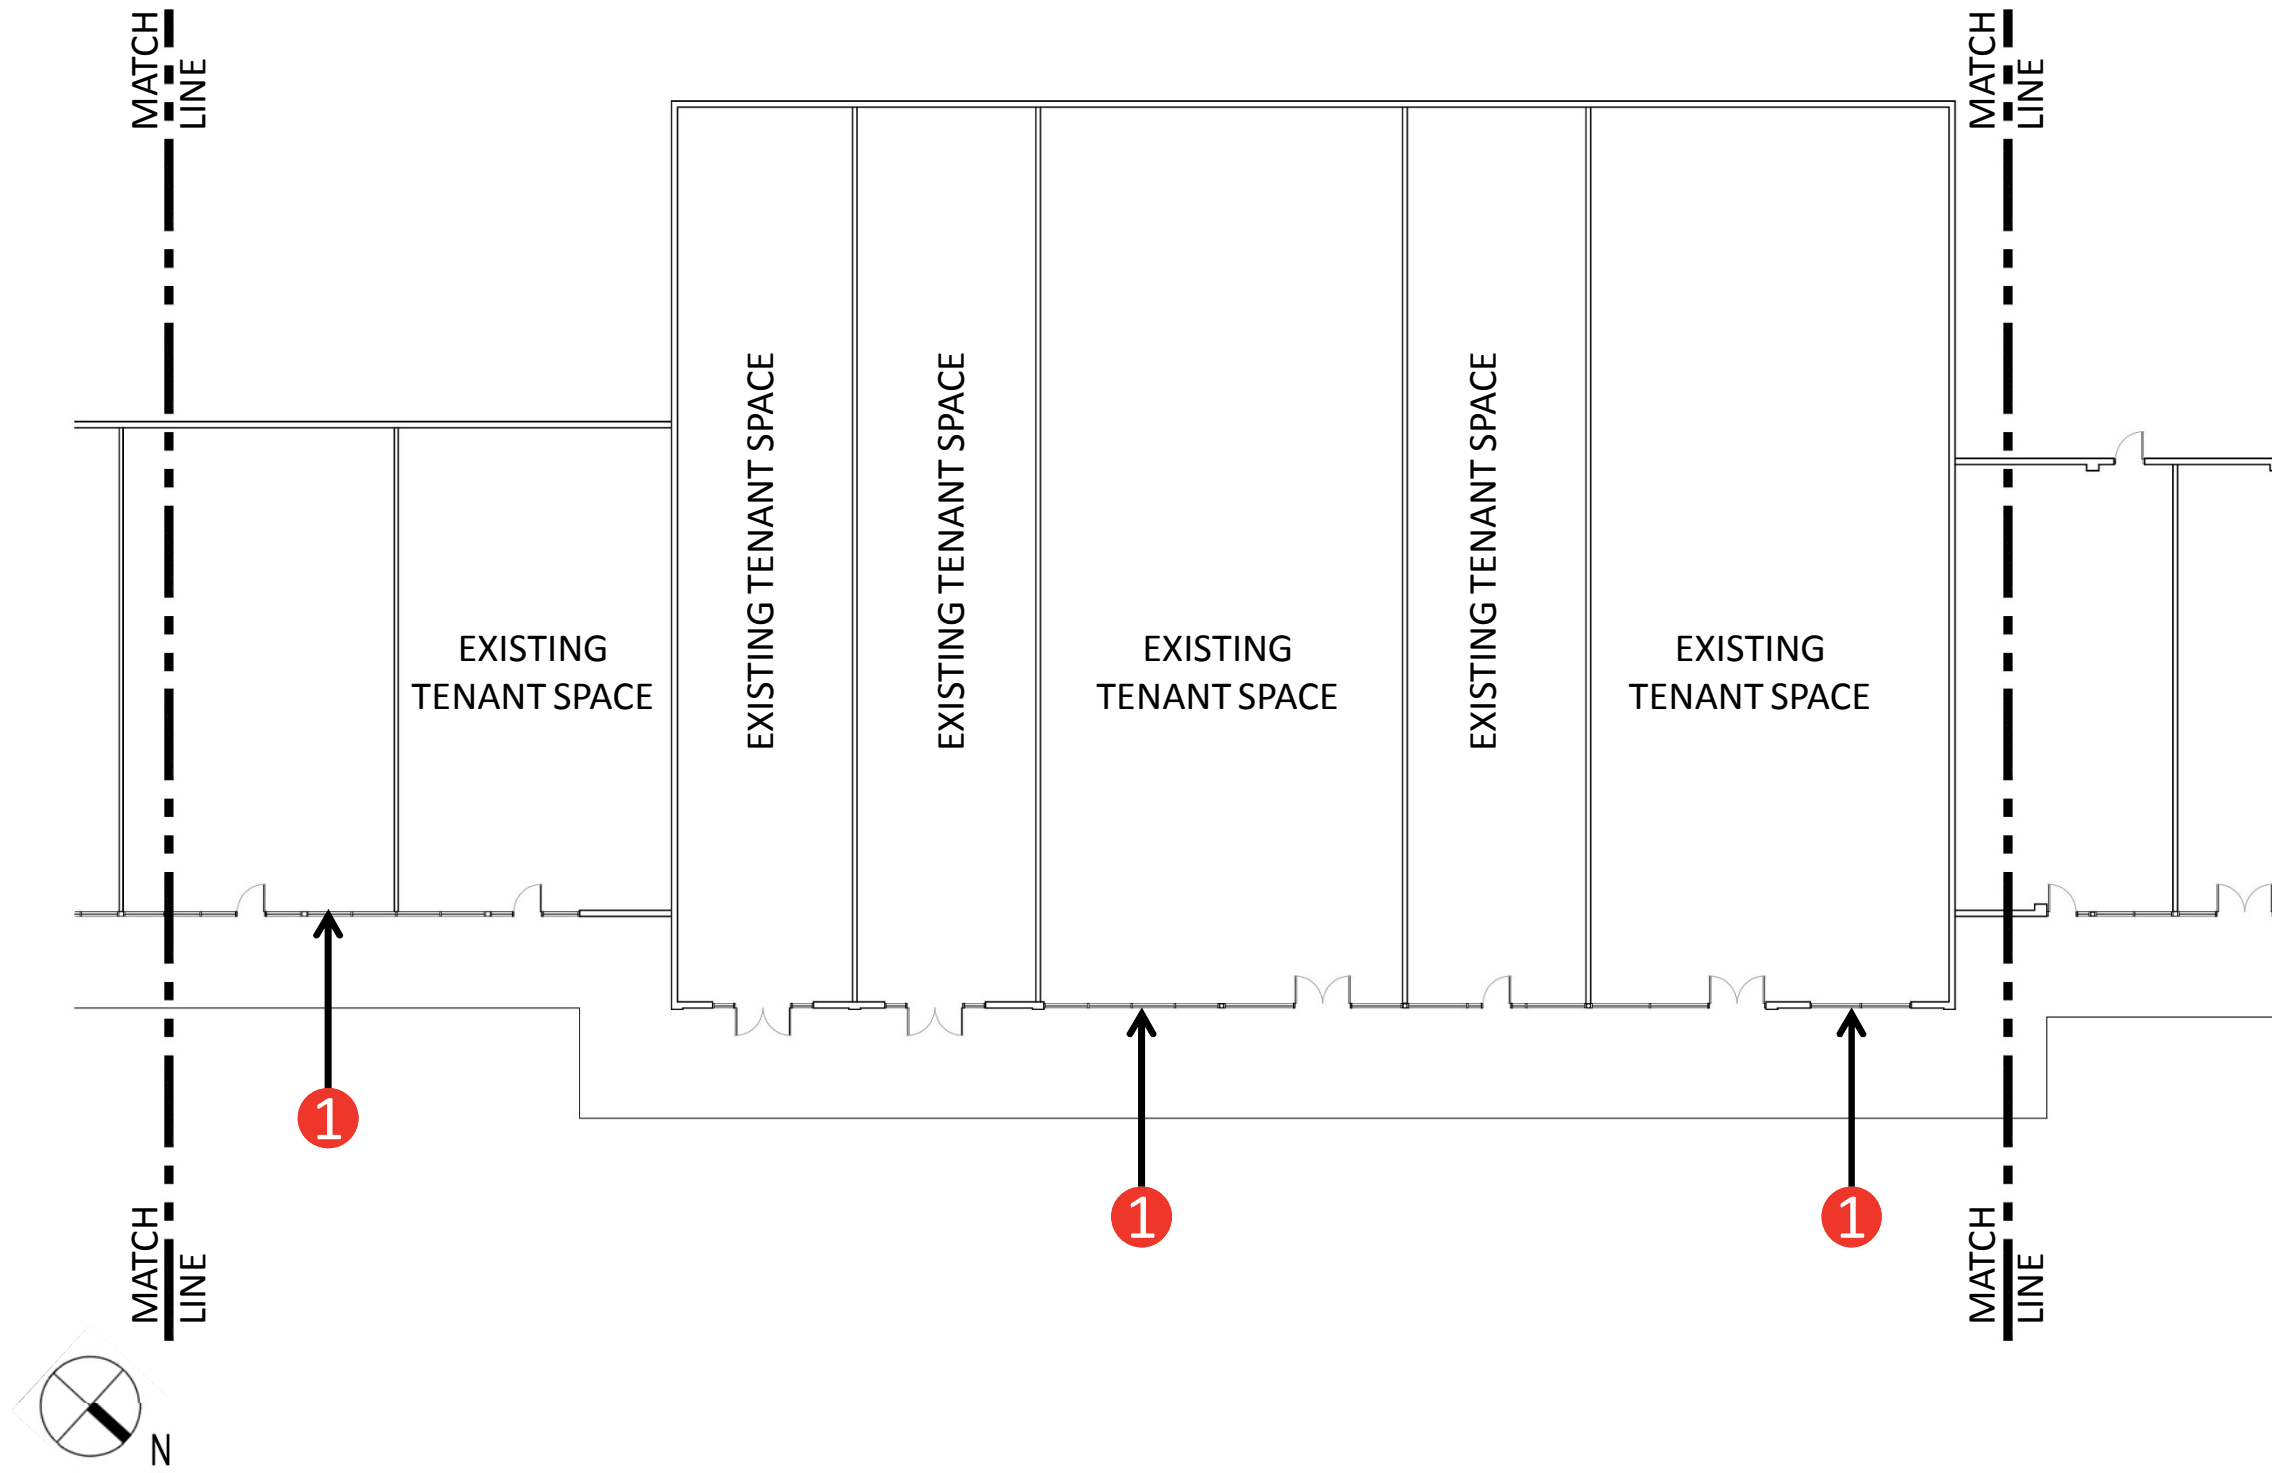 MATCH
LINE
MATCH
LINE
EXISTING TENANT SPACE
EXISTING TENANT SPACE
EXISTING TENANT SPACE
EXISTING
TENANT SPACE
EXISTING
TENANT SPACE
EXISTING
TENANT SPACE
1
1
1
MATCH
LINE
MATCH
LINE
N